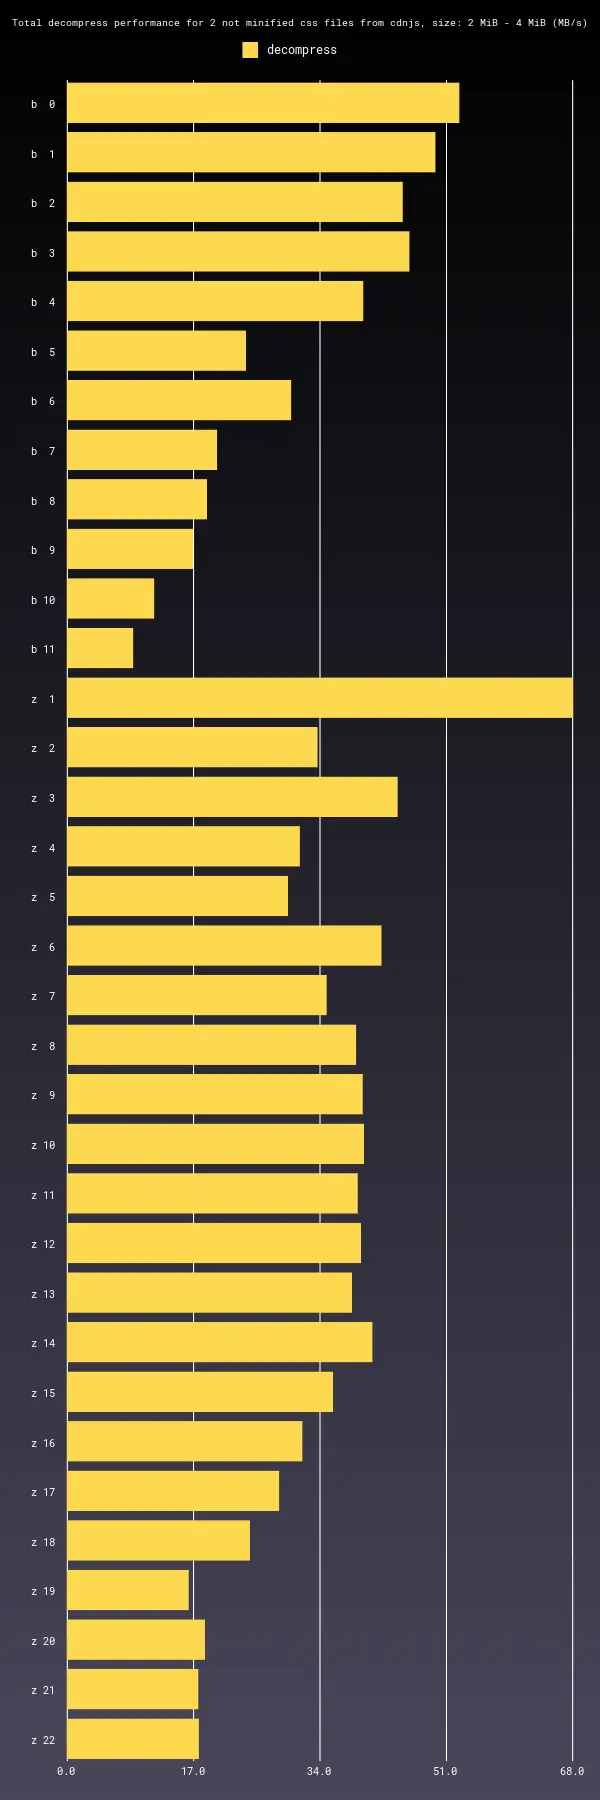 Total decompress performance for 2 not minified css files from cdnjs, size: 2 MiB - 4 MiB (MB/s)
decompress
b 0
b 1
b 2
b 3
b 4
b 5
b 6
b 7
b 8
b 9
b 10
b 11
z 1
z 2
z 3
z 4
z 5
z 6
z 7
z 8
z 9
z 10
z 11
z 12
z 13
z 14
z 15
z 16
z 17
z 18
z 19
z 20
z 21
z 22
0.0 17.0 34.0 51.0 68.0